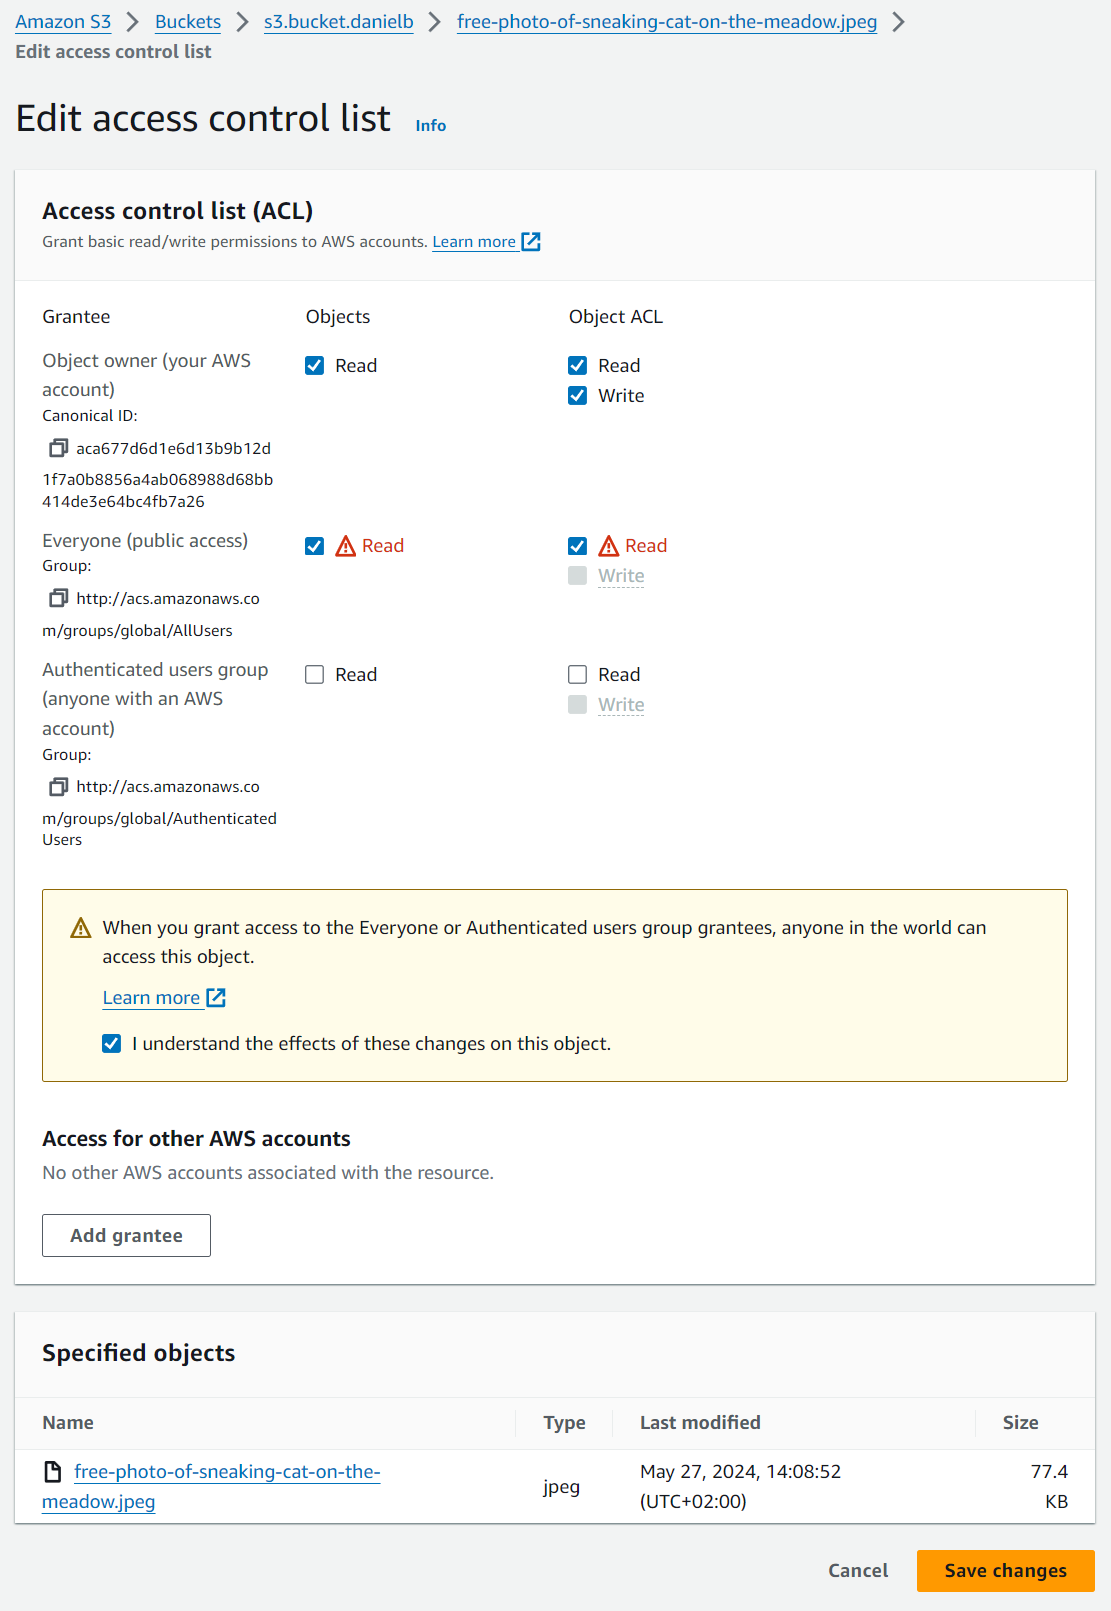 Amazon S3 > Buckets > s3.bucket.danielb > free-photo-of-sneaking-cat-on-the-meadow.jpeg >
Edit access control list
Edit access control list Info
Access control list (ACL)
Grant basic read/write permissions to AWS accounts. Learn more
Grantee Objects Object ACL
Object owner (your AWS Read Read
account) Write
Canonical ID:
aca677d6d1e6d13b9b12d
1f7a0b8856a4ab068988d68bb
414de3e64bc4fb7a26
Everyone (public access) Read Read
Group: Write
http://acs.amazonaws.co
m/groups/global/AllUsers
Authenticated users group Read Read
(anyone with an AWS Write
account)
Group:
http://acs.amazonaws.co
m/groups/global/Authenticated
Users
When you grant access to the Everyone or Authenticated users group grantees, anyone in the world can
access this object.
Learn more
I understand the effects of these changes on this object.
Access for other AWS accounts
No other AWS accounts associated with the resource.
Add grantee
Specified objects
Name Type Last modified Size
free-photo-of-sneaking-cat-on-the- jpeg May 27, 2024, 14:08:52 77.4
meadow.jpeg (UTC+02:00) KB
Cancel Save changes